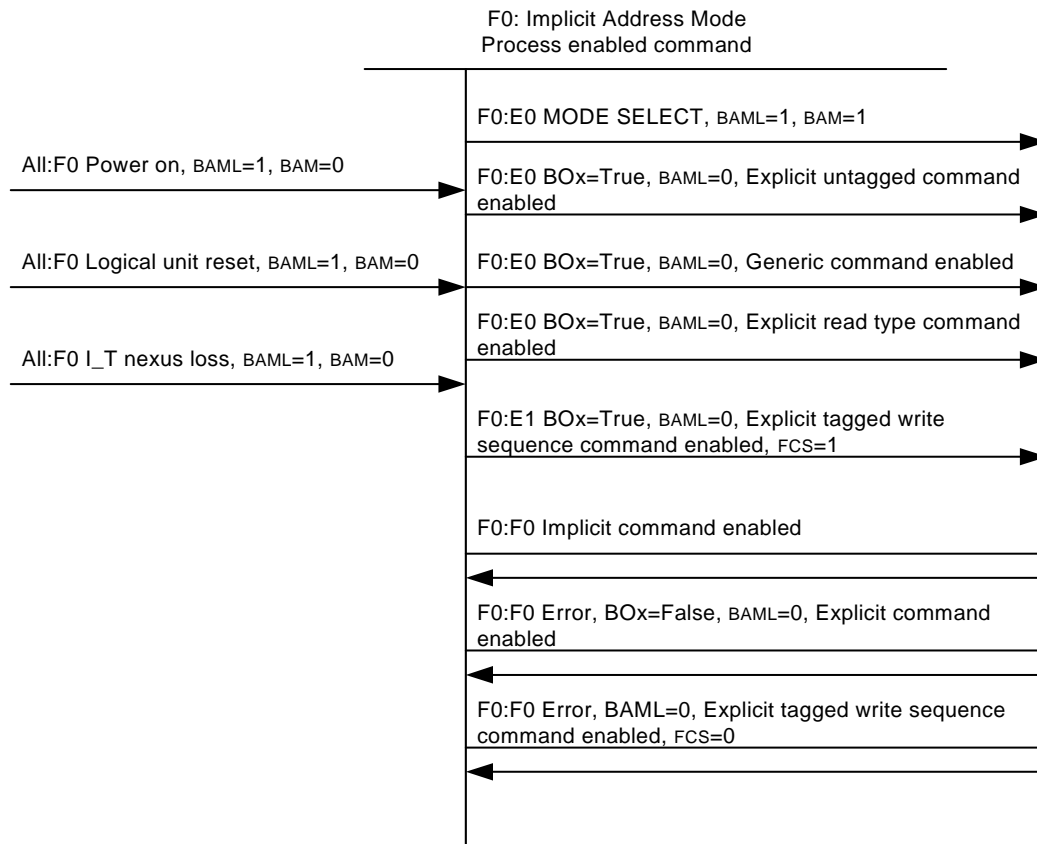 F0: Implicit Address Mode
Process enabled command
F0:E0 MODE SELECT, BAML=1, BAM=1
All:F0 Power on, BAML=1, BAM=0
F0:E0 BOx=True, BAML=0, Explicit untagged command
enabled
All:F0 Logical unit reset, BAML=1, BAM=0
F0:E0 BOx=True, BAML=0, Generic command enabled
F0:E0 BOx=True, BAML=0, Explicit read type command
enabled
All:F0 I_T nexus loss, BAML=1, BAM=0
F0:E1 BOx=True, BAML=0, Explicit tagged write
sequence command enabled, FCS=1
F0:F0 Implicit command enabled
F0:F0 Error, BOx=False, BAML=0, Explicit command
enabled
F0:F0 Error, BAML=0, Explicit tagged write sequence
command enabled, FCS=0